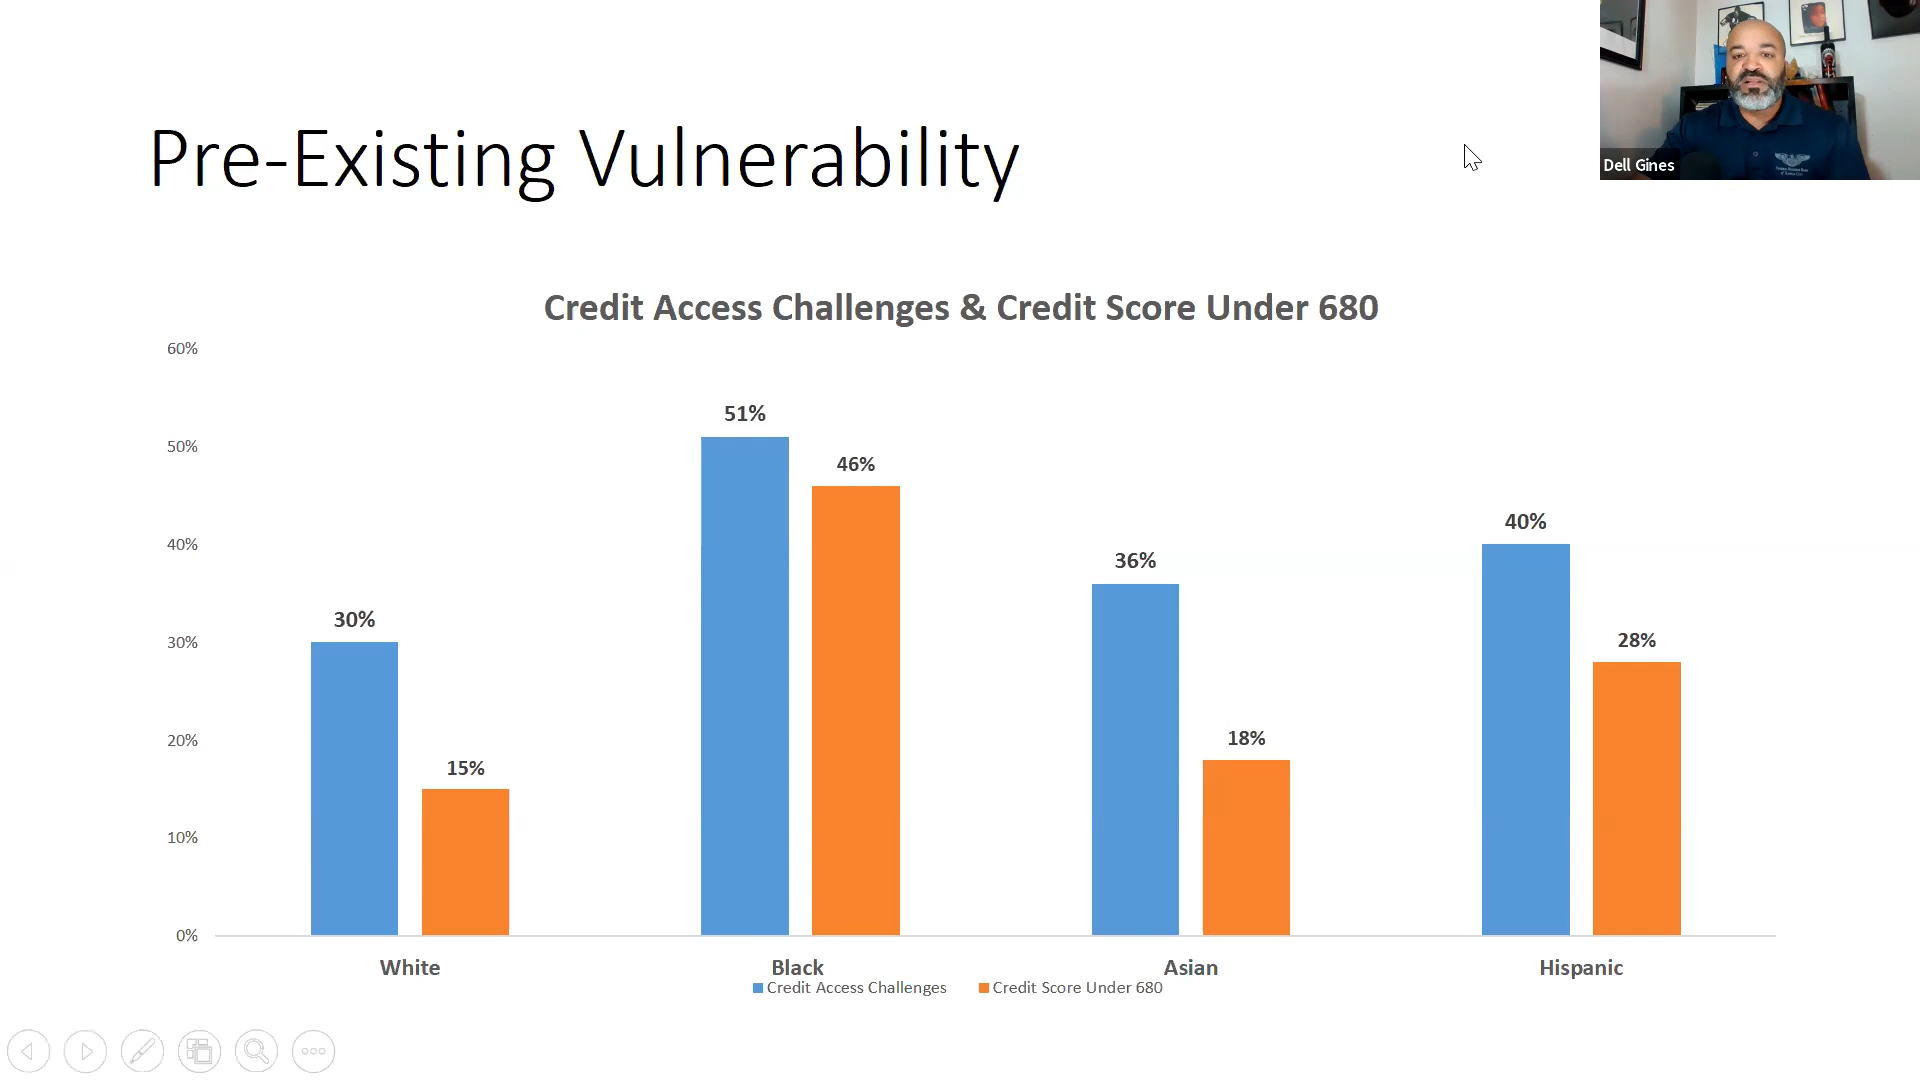 Pre-Existing Vulnerability
Dell Gines
Credit Access Challenges & Credit Score Under 680
60%
50%
40%
30%
20%
10%
0%
30%
15%
51%
46%
36%
18%
40%
28%
White
Black
Asian
Hispanic
Credit Access Challenges
Credit Score Under 680